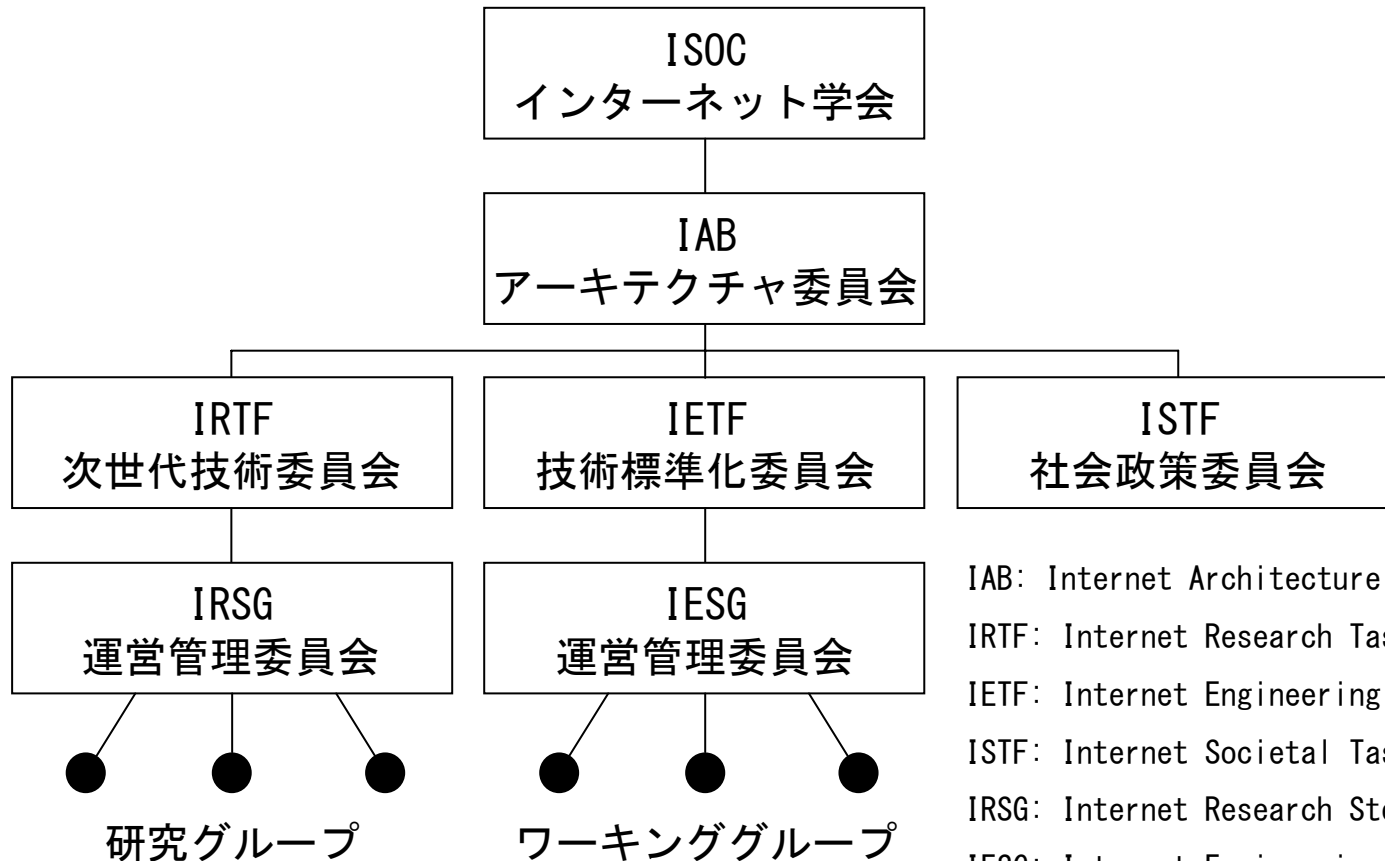 ISOC
インターネット学会
IAB
アーキテクチャ委員会
IRTF
次世代技術委員会
IETF
技術標準化委員会
ISTF
社会政策委員会
IRSG
運営管理委員会
IESG
運営管理委員会
研究グループ
ワーキンググループ
IAB: Internet Architecture
IRTF: Internet Research
IETF: Internet Engineering
ISTF: Internet Societal
IRSG: Internet Research